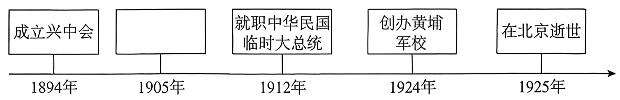 成立兴中会
就职中华民国
临时大总统
创办黄埔
军校
在北京逝世
1894年
1905年
1912年
1924年
1925年